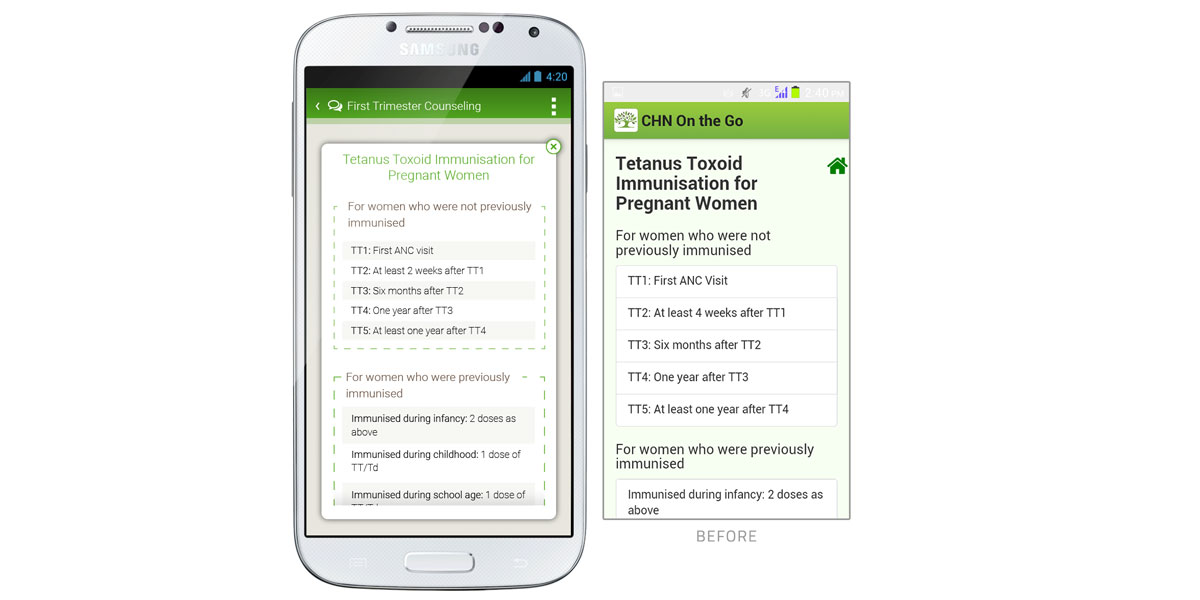 SAMSUNG
4:20
First Trimester Counseling
Tetanus Toxoid Immunisation for
Pregnant Women
For women who were not previously
immunised
TT1: First ANC visit
TT2: At least 2 weeks after TT1
TT3: Six months after TT2
TT4: One year after TT3
TT5: At least one year after TT4
For women who were previously
immunised
Immunised during infancy: 2 doses as
above
Immunised during childhood: 1 dose of
TT/Td
Immunised during school age: 1 dose of
2:40 PM
CHN On the Go
Tetanus Toxoid
Immunisation for
Pregnant Women
For women who were not
previously immunised
TT1: First ANC Visit
TT2: At least 4 weeks after TT1
TT3: Six months after TT2
TT4: One year after TT3
TT5: At least one year after TT4
For women who were previously
immunised
Immunised during infancy: 2 doses as
above
BEFORE